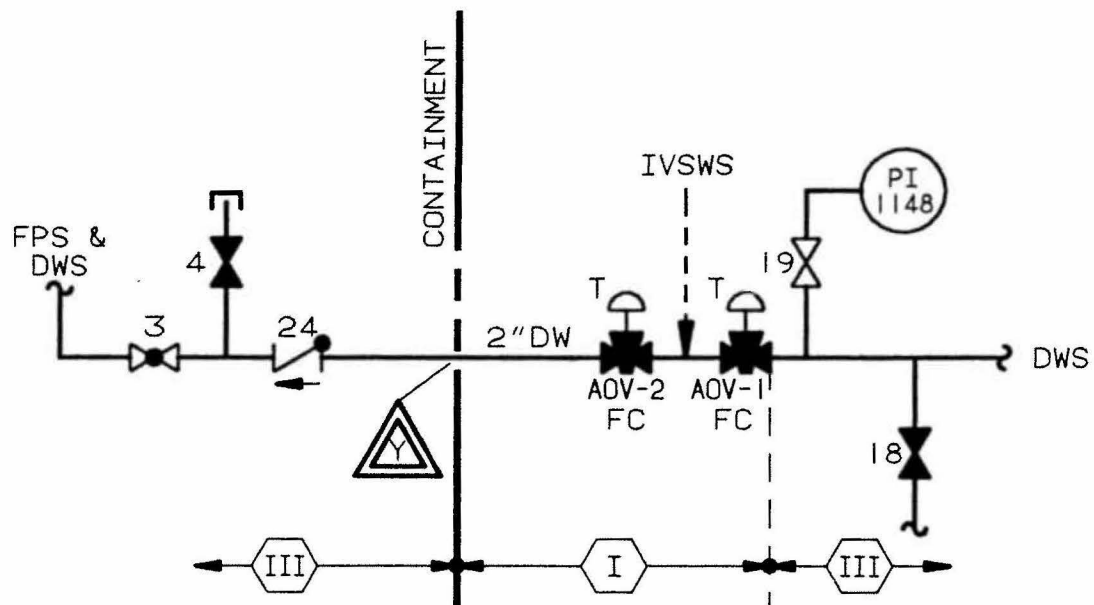 CONTAINMENT
IVSWS
PI
1148
FPS &
DWS
4
19
T
T
3
24
2"DW
DWS
AOV-2
FC
AOV-1
FC
Y
18
III
I
III